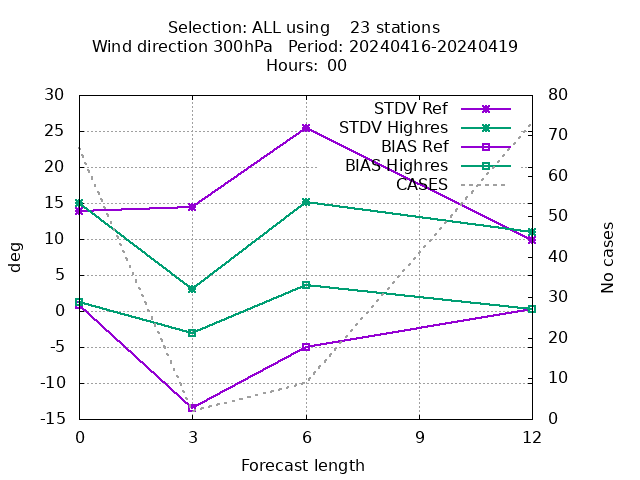 Selection: ALL using    23 stations
Wind direction 300hPa   Period: 20240416-20240419
Hours: 00
30
25
20
15
10
5
0
-5
-10
-15
deg
80
70
60
50
40
30
20
10
0
No cases
STDV Ref
STDV Highres
BIAS Ref
BIAS Highres
CASES
0 3 6 9 12
Forecast length